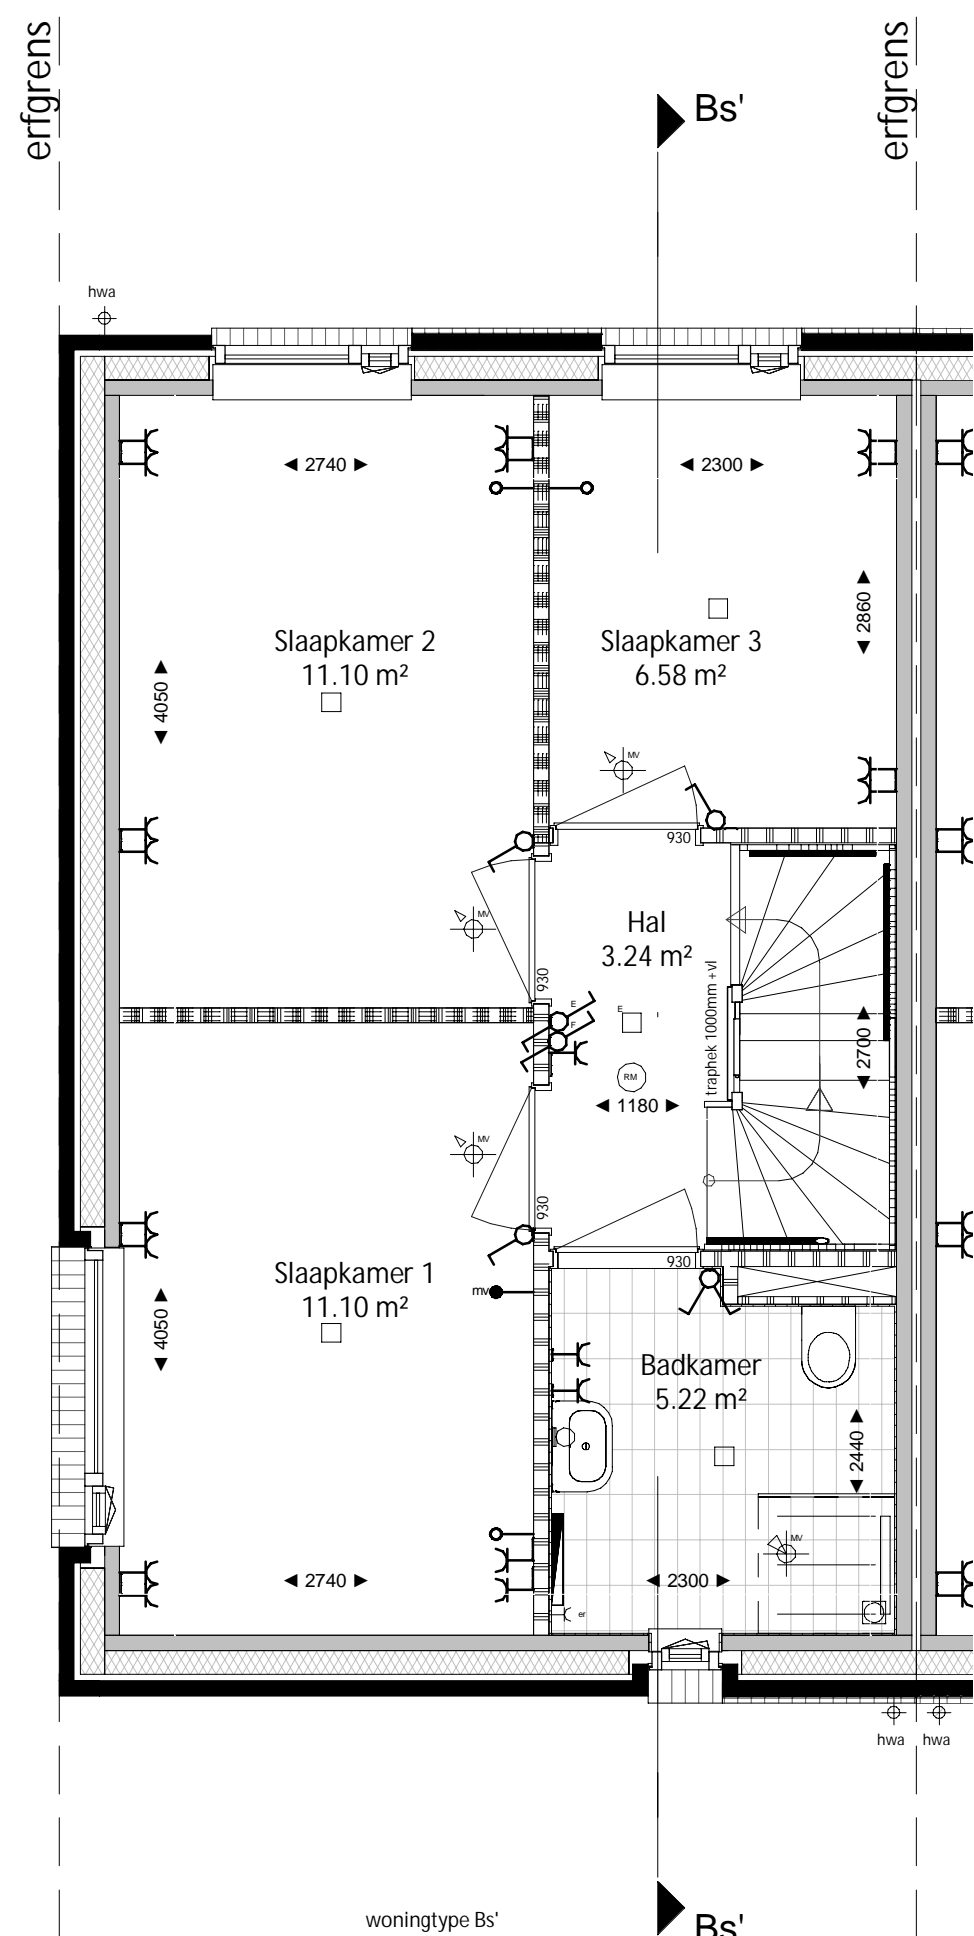 erfgrens
erfgrens
Bs'
hwa
2740
2300
2860
Slaapkamer 2
11.10 m²
Slaapkamer 3
6.58 m²
4050
MV
930
MV
930
Hal
3.24 m²
E
E
F
traphek 1000mm +vl
2700
RM
1180
MV
930
930
Slaapkamer 1
11.10 m²
mv
4050
Badkamer
5.22 m²
2440
MV
2740
2300
er
hwa
hwa
woningtype Bs'
Bs'